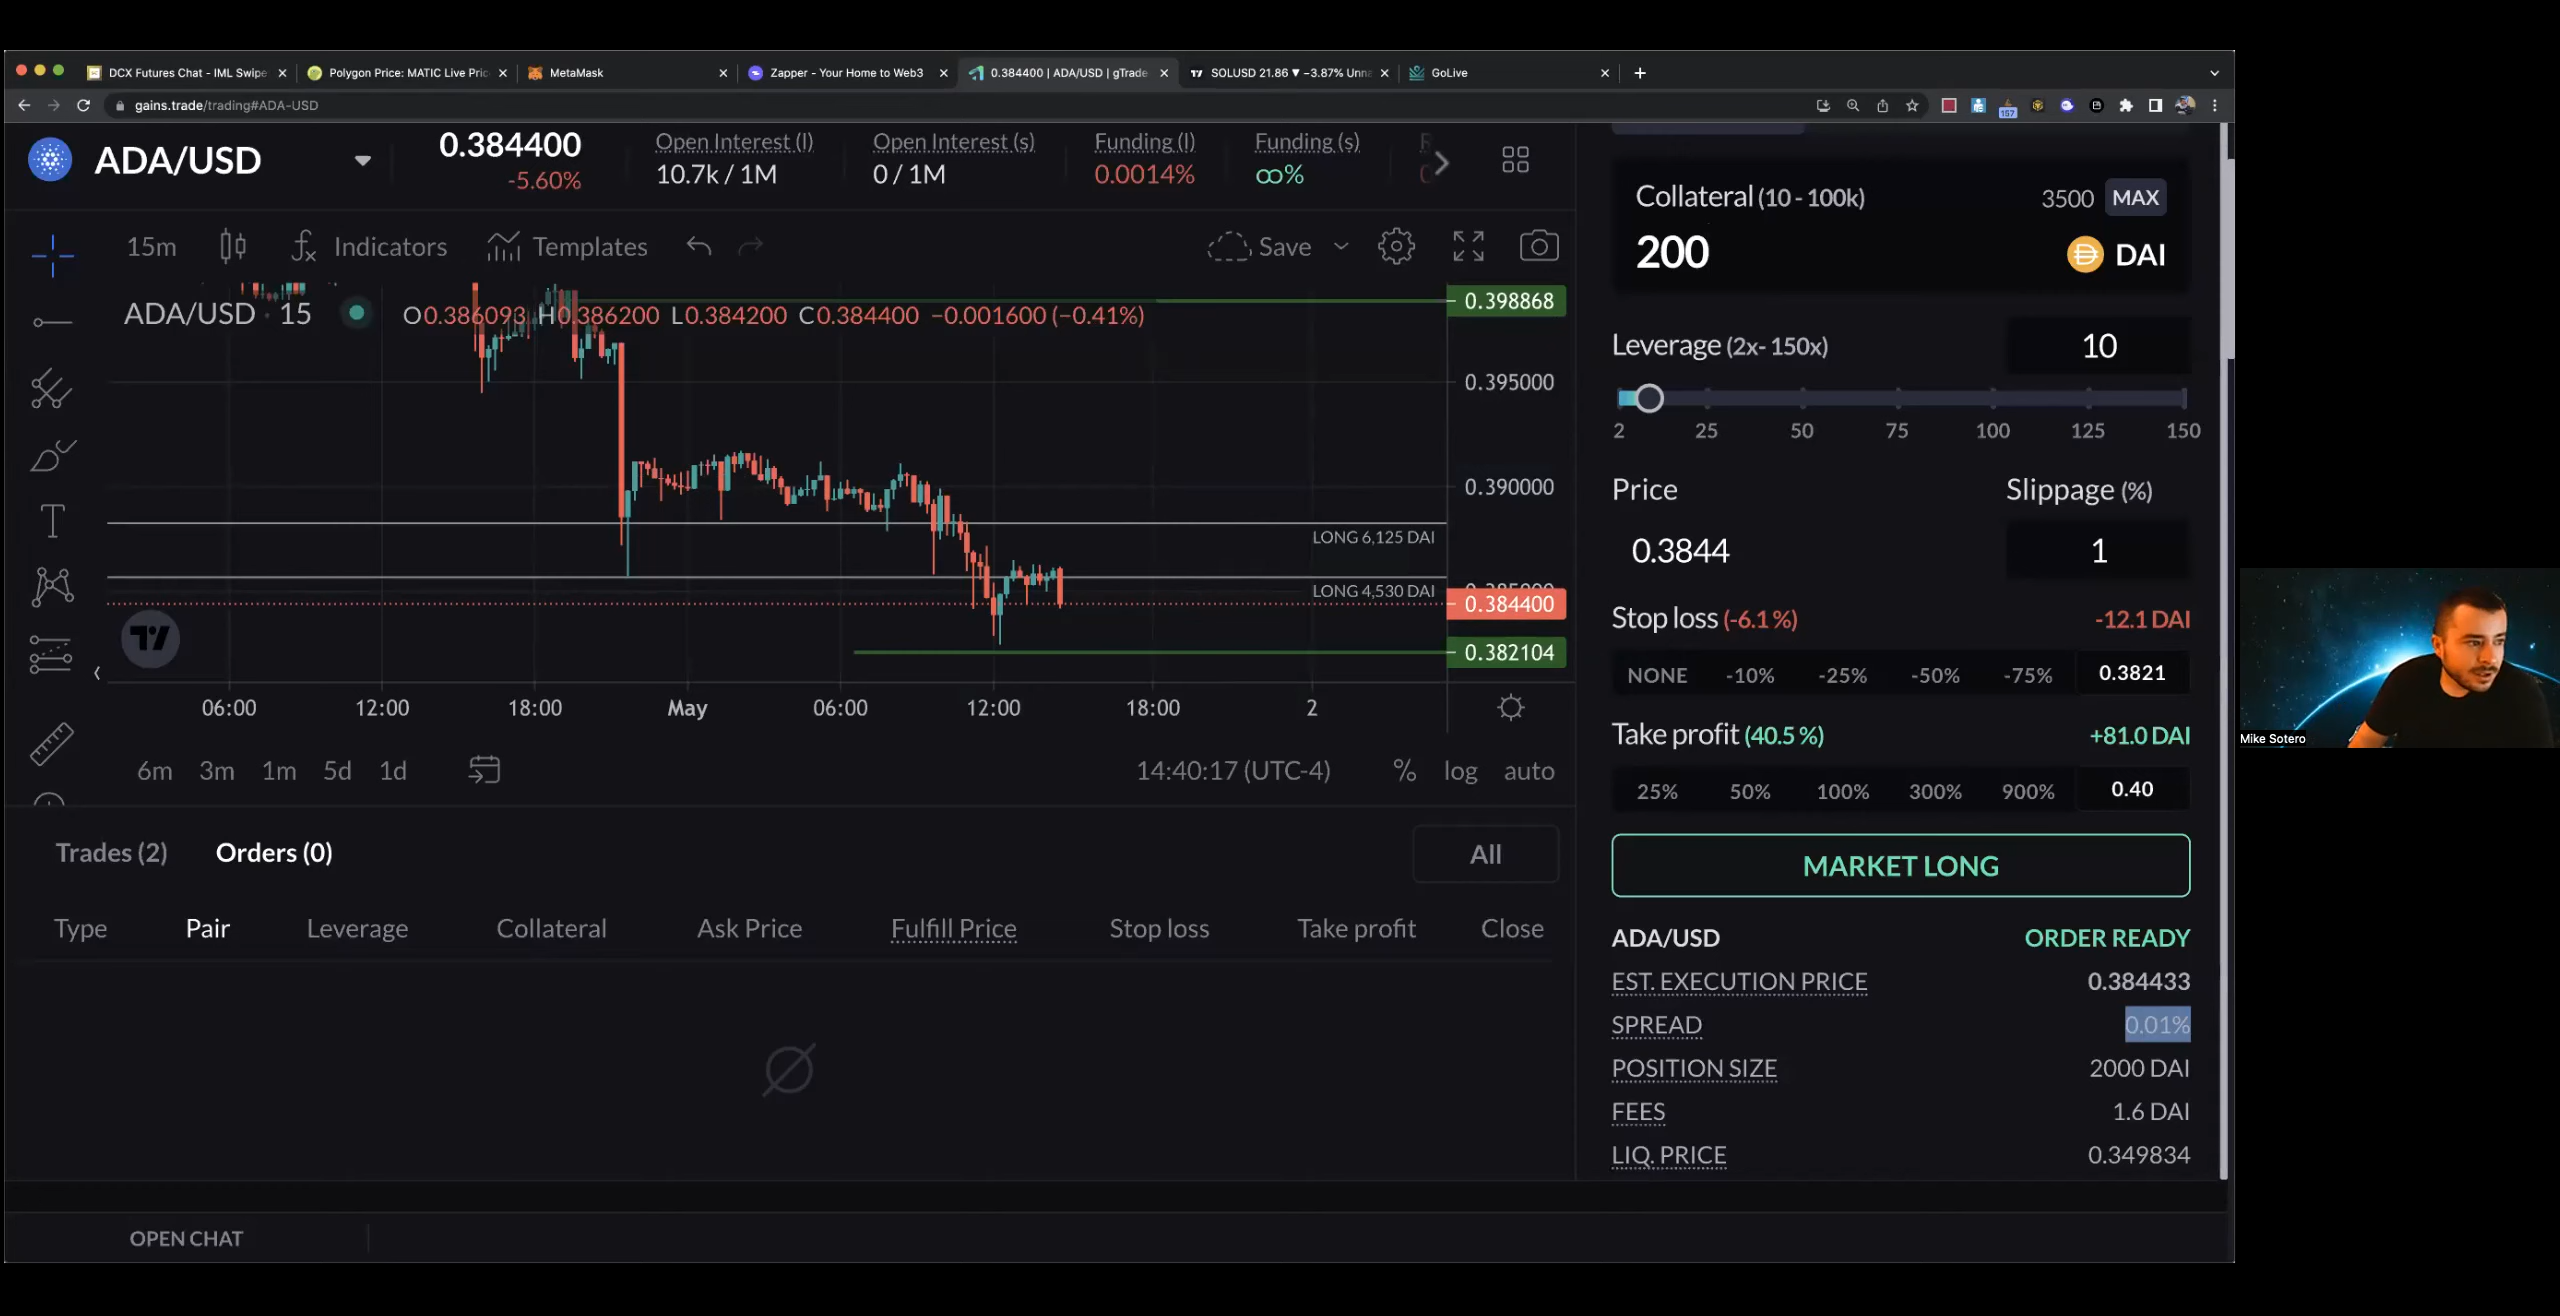 DCX Futures Chat - IML Swipe
Polygon Price: MATIC Live Pric
MetaMask
Zapper - Your Home to Web3
0.384400 | ADA/USD | gTrade
SOLUSD 21.86 ▼ −3.87% Unna
GoLive
gains.trade/trading#ADA-USD
157
ADA/USD
0.384400
-5.60%
Open Interest (l)
10.7k / 1M
Open Interest (s)
0 / 1M
Funding (l)
0.0014%
Funding (s)
∞%
15m
Indicators
Templates
Save
ADA/USD · 15
O0.386093 H0.386200 L0.384200 C0.384400 −0.001600 (−0.41%)
0.398868
0.395000
0.390000
LONG 6,125 DAI
LONG 4,530 DAI
0.385000
0.384400
0.382104
06:00
12:00
18:00
May
06:00
12:00
18:00
2
6m
3m
1m
5d
1d
14:40:17 (UTC-4)
%
log
auto
Trades (2)
Orders (0)
All
Type
Pair
Leverage
Collateral
Ask Price
Fulfill Price
Stop loss
Take profit
Close
OPEN CHAT
Collateral (10 - 100k)
3500 MAX
200
DAI
Leverage (2x- 150x)
10
2
25
50
75
100
125
150
Price
Slippage (%)
0.3844
1
Stop loss (-6.1 %)
-12.1 DAI
NONE
-10%
-25%
-50%
-75%
0.3821
Take profit (40.5 %)
+81.0 DAI
25%
50%
100%
300%
900%
0.40
MARKET LONG
ADA/USD
ORDER READY
EST. EXECUTION PRICE
0.384433
SPREAD
0.01%
POSITION SIZE
2000 DAI
FEES
1.6 DAI
LIQ. PRICE
0.349834
Mike Sotero